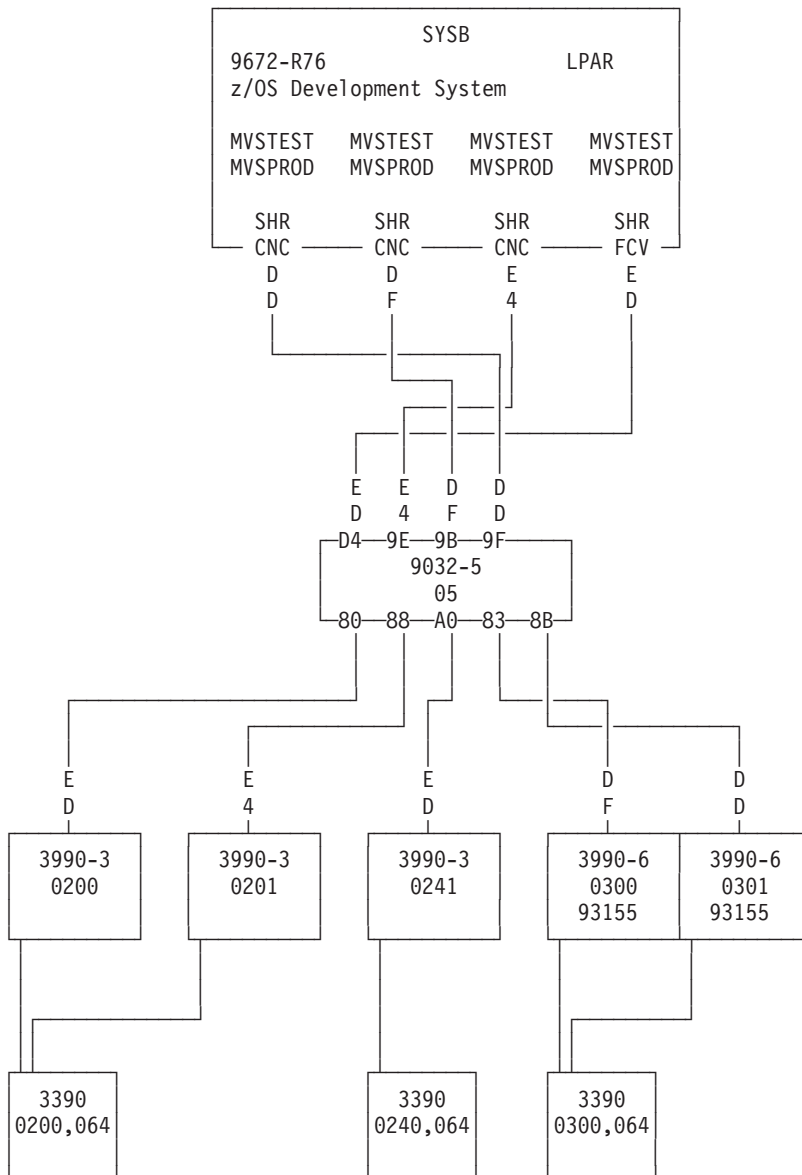 SYSB
9672-R76 LPAR
z/OS Development System
MVSTEST MVSTEST MVSTEST MVSTEST
MVSPROD MVSPROD MVSPROD MVSPROD
SHR SHR SHR SHR
CNC CNC CNC FCV
D D E E
D F 4 D
E E D D
D 4 F D
D4 9E 9B 9F
9032-5
05
80 88 A0 83 8B
E E E D D
D 4 D F D
3990-3 3990-3 3990-3 3990-6 3990-6
0200 0201 0241 0300 0301
93155 93155
3390 3390 3390
0200,064 0240,064 0300,064